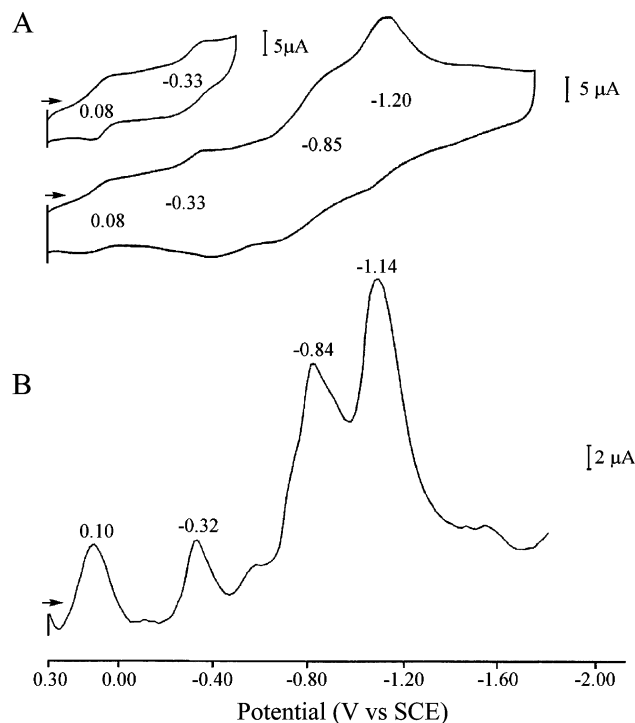 A
5µA
-0.33
0.08
5 µA
-1.20
-0.85
-0.33
0.08
-1.14
-0.84
B
2 µA
0.10
-0.32
0.30 0.00 -0.40 -0.80 -1.20 -1.60 -2.00
Potential (V vs SCE)